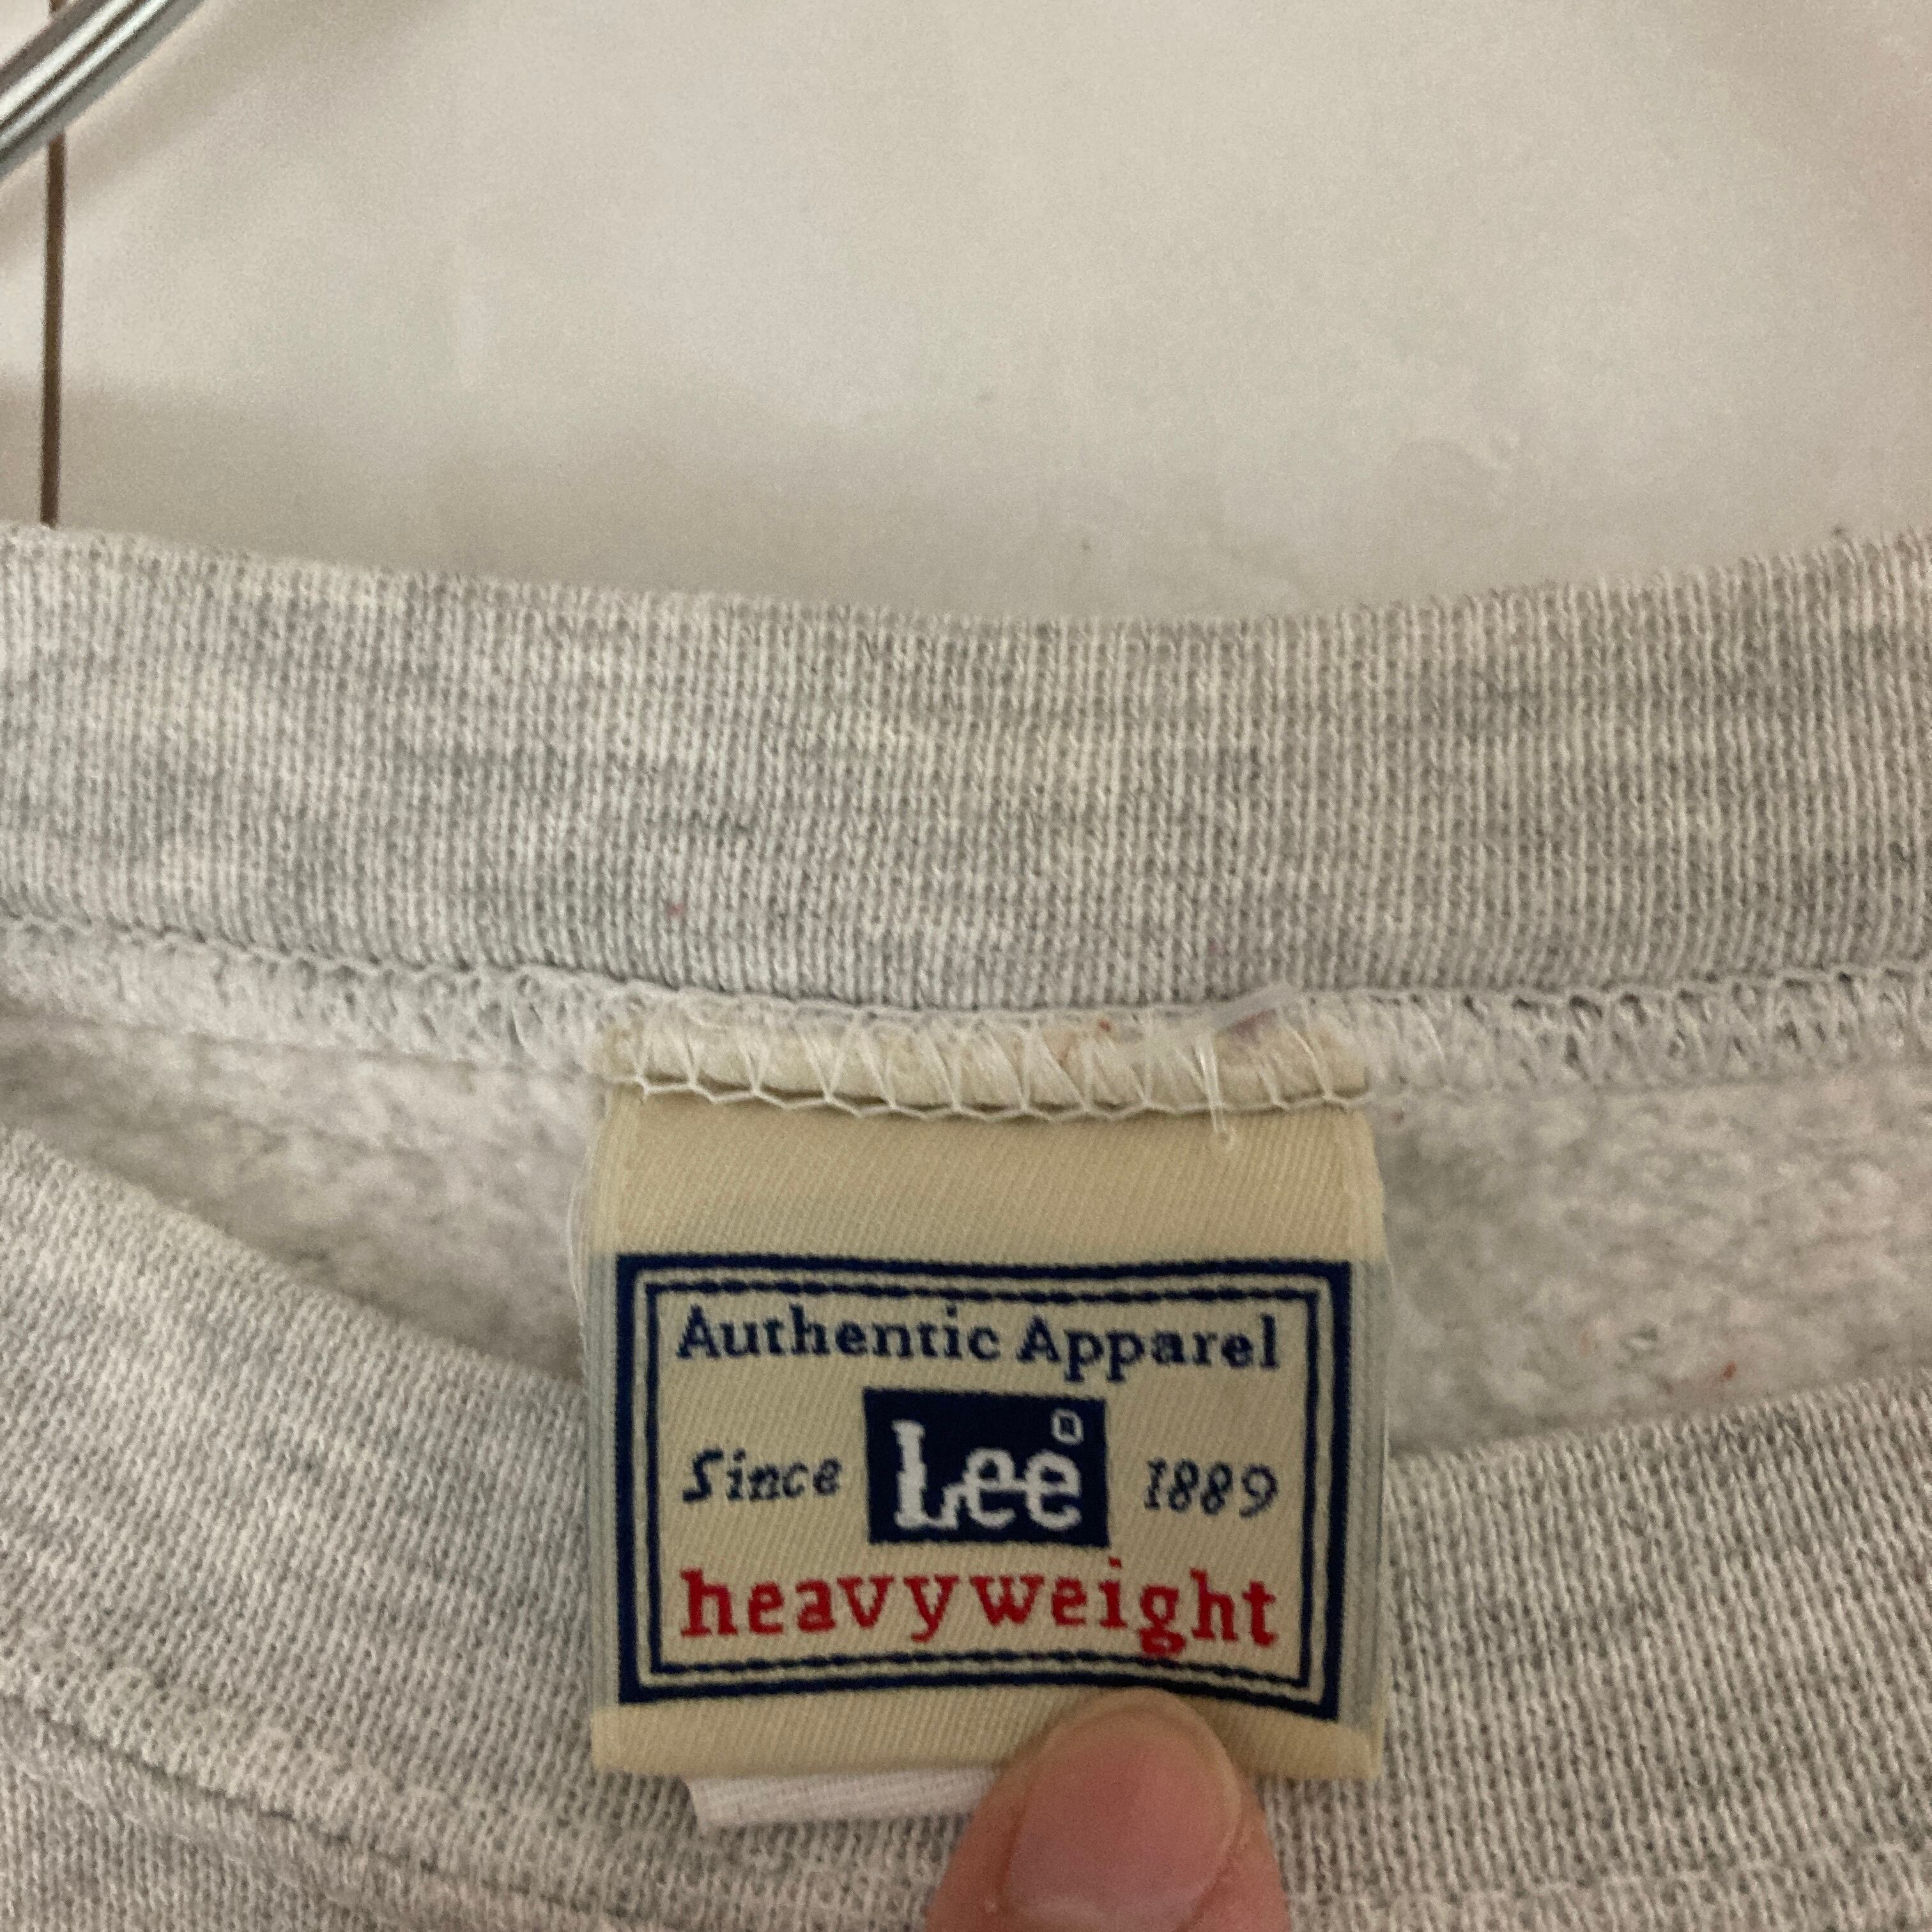 Authentic Apparel
Since Lee® 1889
heavyweight